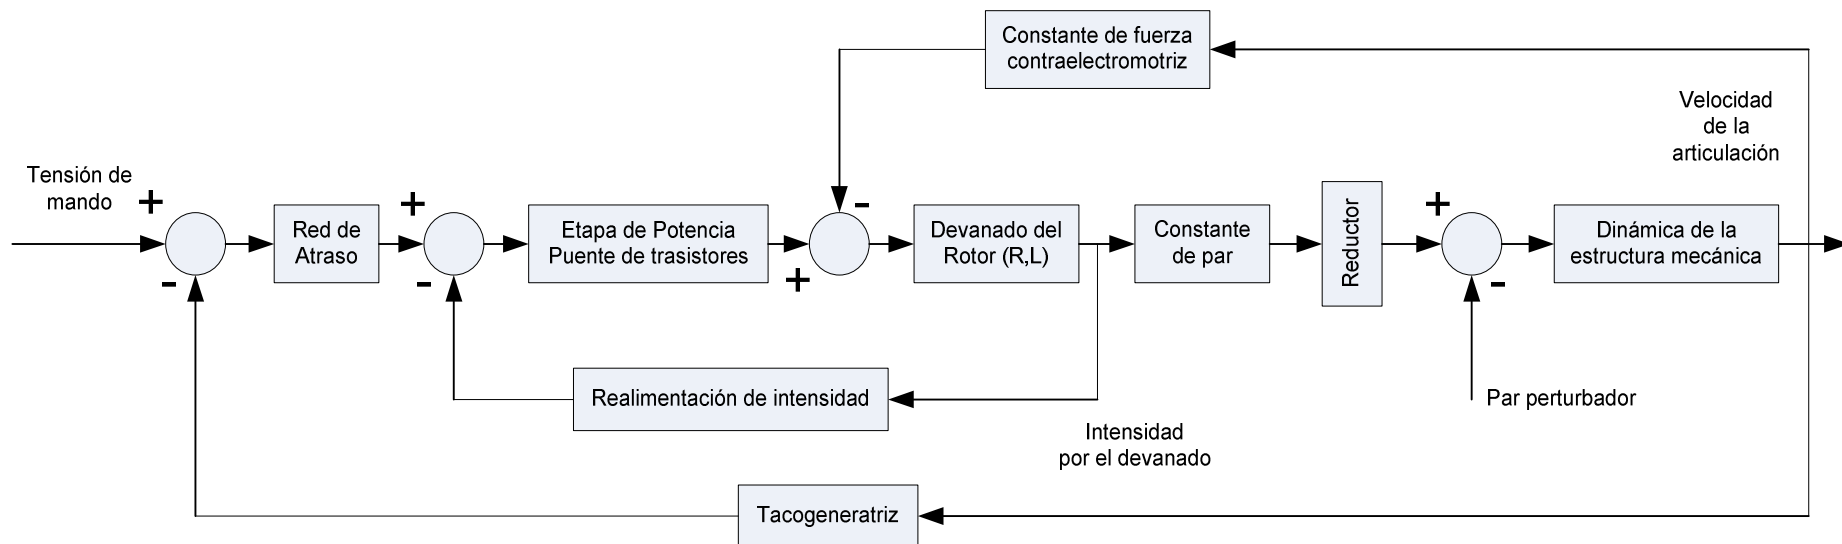 Constante de fuerza
contraelectromotriz
Velocidad
de la
articulación
Tensión de
mando
+
-
Red de
Atraso
+
-
Etapa de Potencia
Puente de trasistores
-
+
Devanado del
Rotor (R,L)
Constante
de par
Reductor
+
-
Dinámica de la
estructura mecánica
Realimentación de intensidad
Par perturbador
Intensidad
por el devanado
Tacogeneratriz